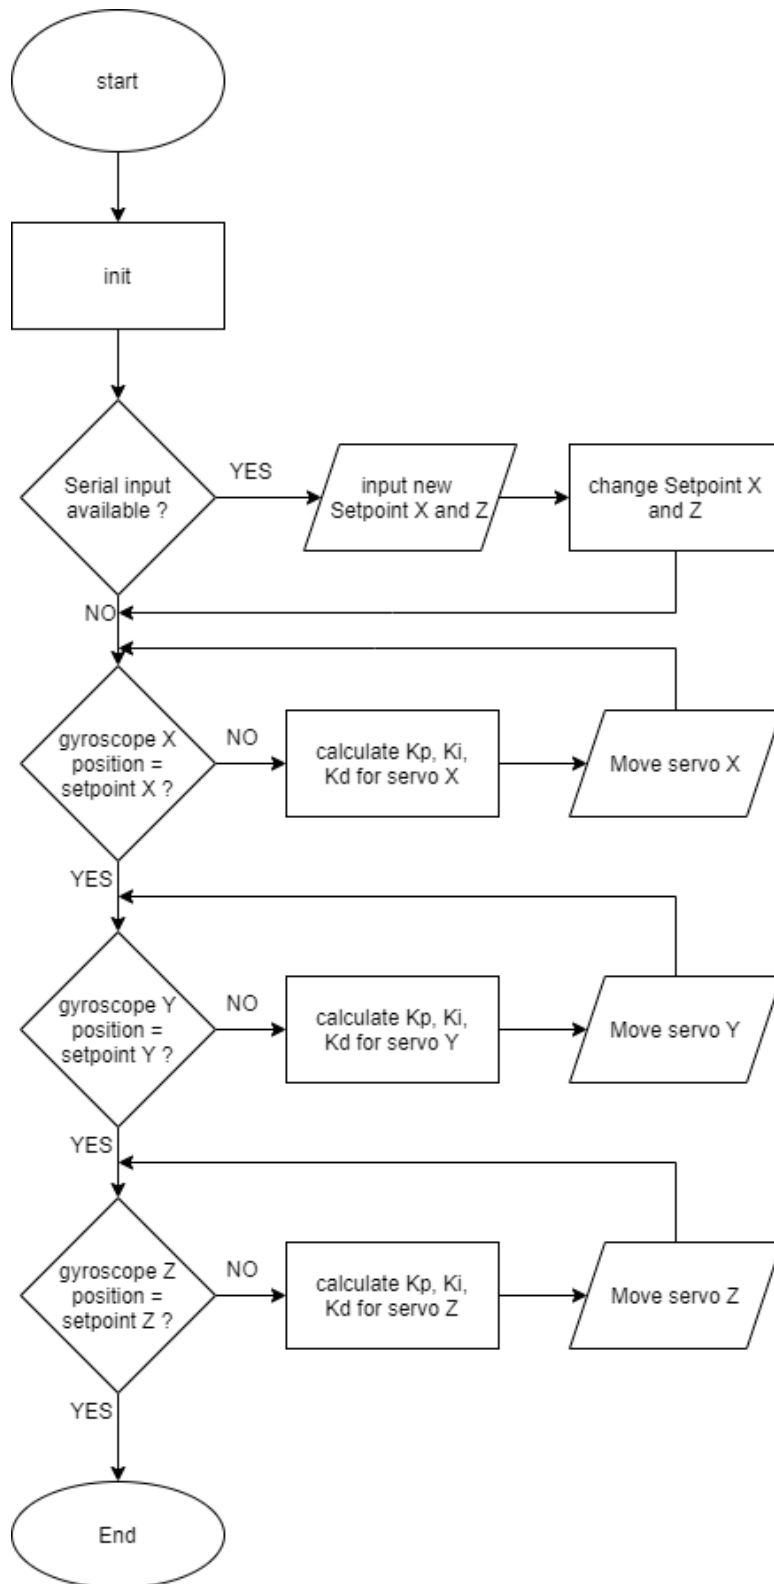 start
init
Serial input
available ?
YES
input new
Setpoint X and Z
change Setpoint X
and Z
NO
gyroscope X
position =
setpoint X ?
NO
calculate Kp, Ki,
Kd for servo X
Move servo X
YES
gyroscope Y
position =
setpoint Y ?
NO
calculate Kp, Ki,
Kd for servo Y
Move servo Y
YES
gyroscope Z
position =
setpoint Z ?
NO
calculate Kp, Ki,
Kd for servo Z
Move servo Z
YES
End